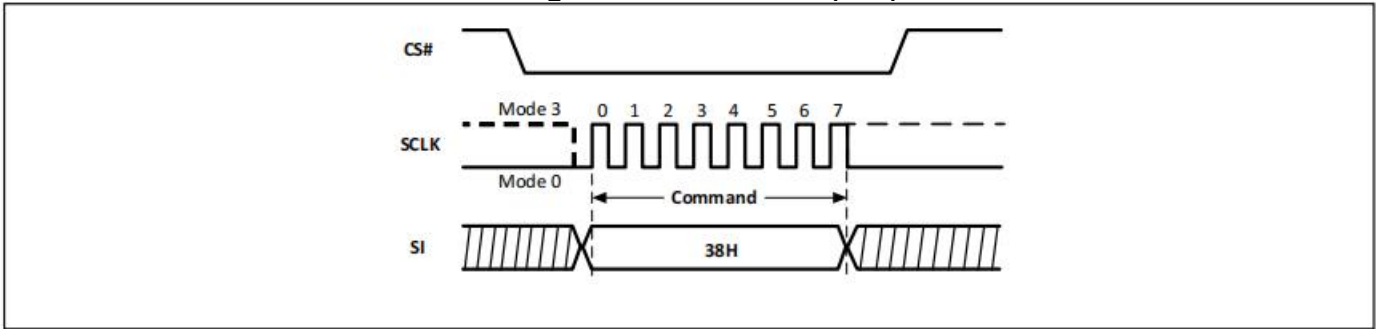 CS#
Mode 3 0 1 2 3 4 5 6 7
SCLK
Mode 0
Command
SI
38H